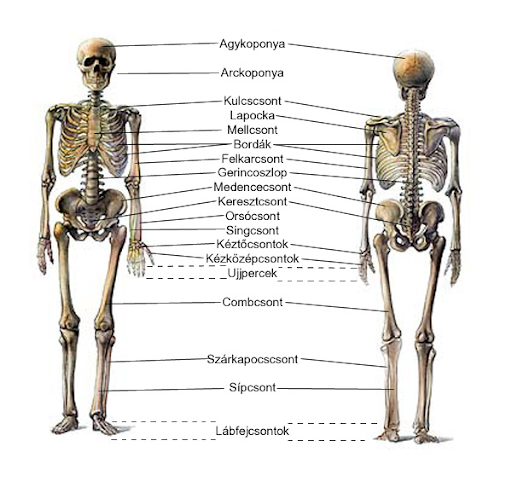 Agykoponya
Arckoponya
Kulcscsont
Lapocka
Mellcsont
Bordák
Felkarcsont
Gerincoszlop
Medencecsont
Keresztcsont
Orsócsont
Singcsont
Kéztőcsontok
Kézközépcsontok
Ujjpercek
Combcsont
Szárkapocscsont
Sípcsont
Lábfejcsontok